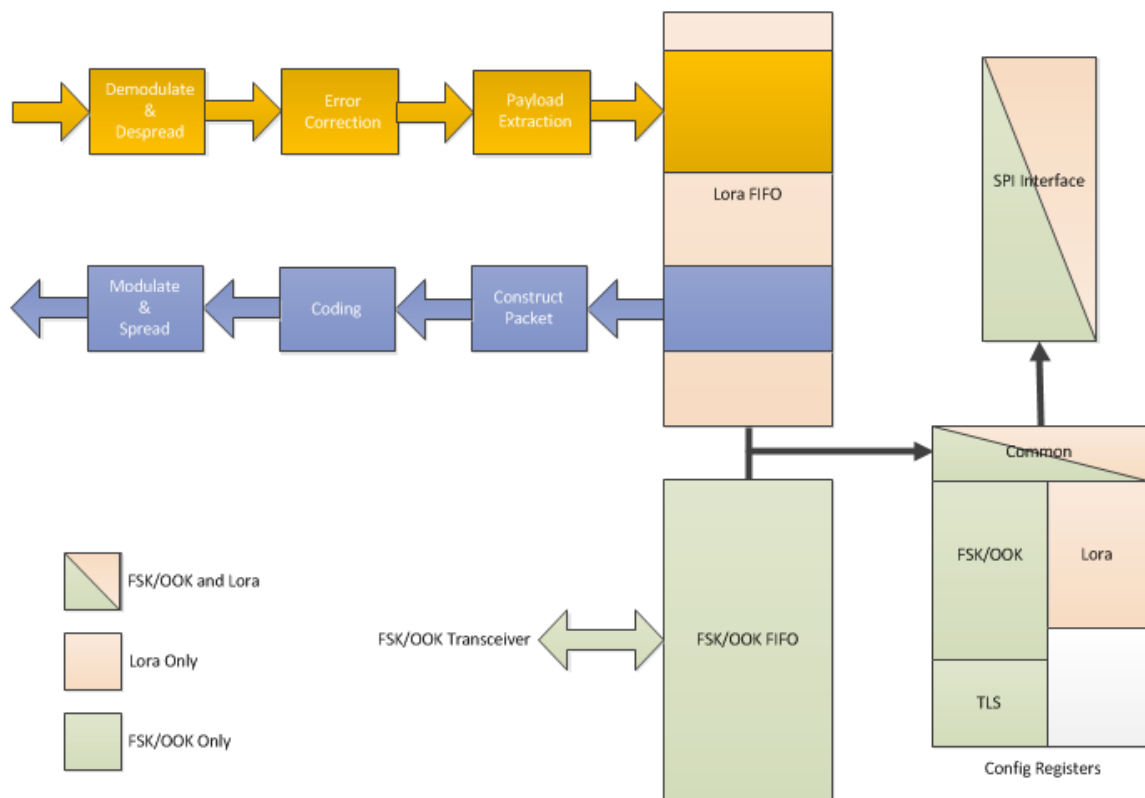 Demodulate
&
Despread
Error
Correction
Payload
Extraction
Lora FIFO
SPI Interface
Modulate
&
Spread
Coding
Construct
Packet
Common
FSK/OOK
Lora
TLS
Config Registers
FSK/OOK and Lora
Lora Only
FSK/OOK Only
FSK/OOK Transceiver
FSK/OOK FIFO